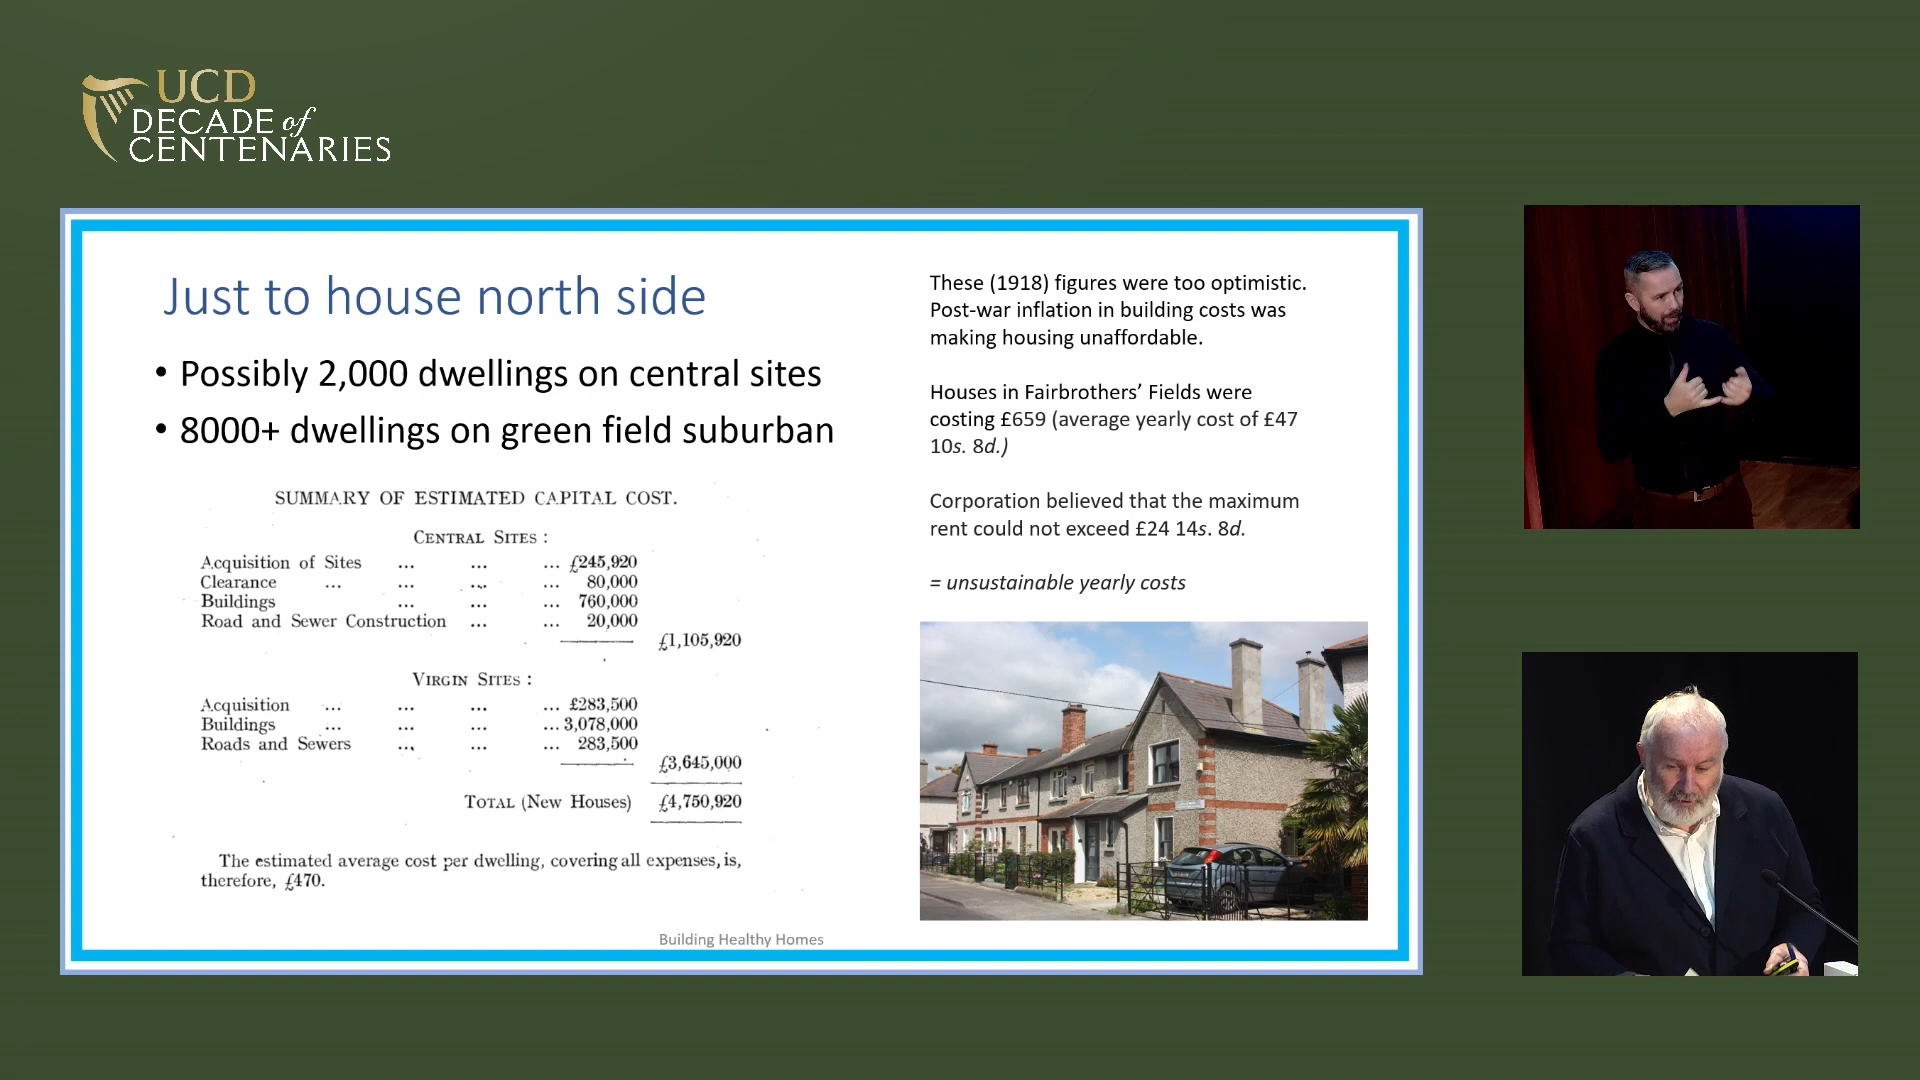 UCD
DECADE of
CENTENARIES
Just to house north side
• Possibly 2,000 dwellings on central sites
• 8000+ dwellings on green field suburban
SUMMARY OF ESTIMATED CAPITAL COST.
CENTRAL SITES :
Acquisition of Sites ... ... ... £245,920
Clearance ... ... ... ... 80,000
Buildings ... ... ... 760,000
Road and Sewer Construction ... ... 20,000
£1,105,920
VIRGIN SITES :
Acquisition ... ... ... ... £283,500
Buildings ... ... ... ... 3,078,000
Roads and Sewers ... ... ... 283,500
£3,645,000
TOTAL (New Houses) £4,750,920
The estimated average cost per dwelling, covering all expenses, is,
therefore, £470.
These (1918) figures were too optimistic.
Post-war inflation in building costs was
making housing unaffordable.
Houses in Fairbrothers’ Fields were
costing £659 (average yearly cost of £47
10s. 8d.)
Corporation believed that the maximum
rent could not exceed £24 14s. 8d.
= unsustainable yearly costs
Building Healthy Homes